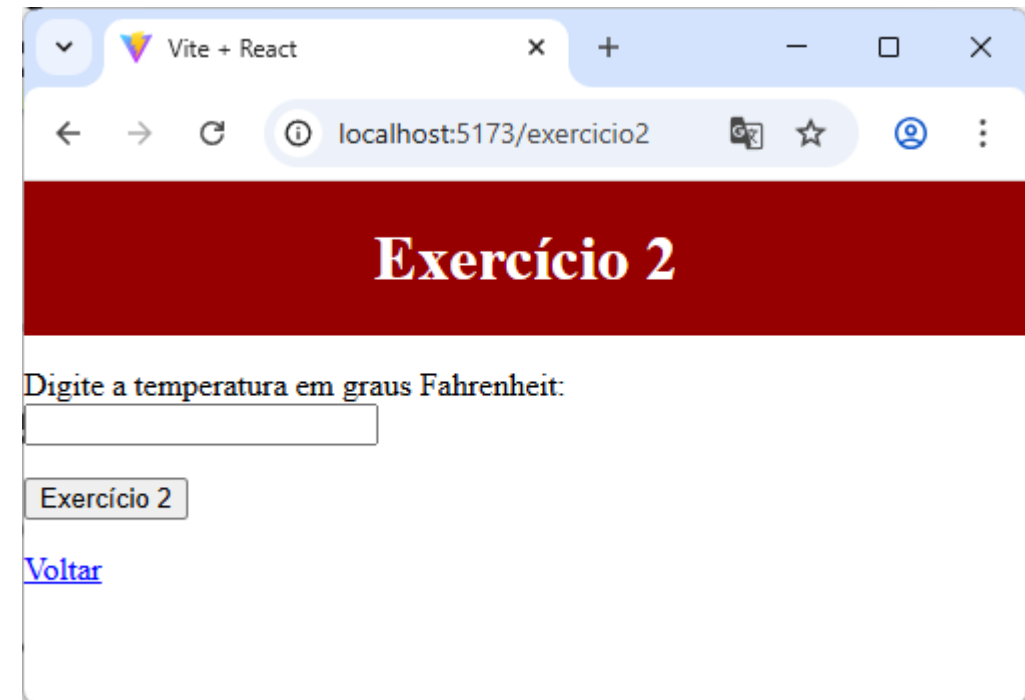 Vite + React
localhost:5173/exercicio2
Exercício 2
Digite a temperatura em graus Fahrenheit:
Exercício 2
Voltar